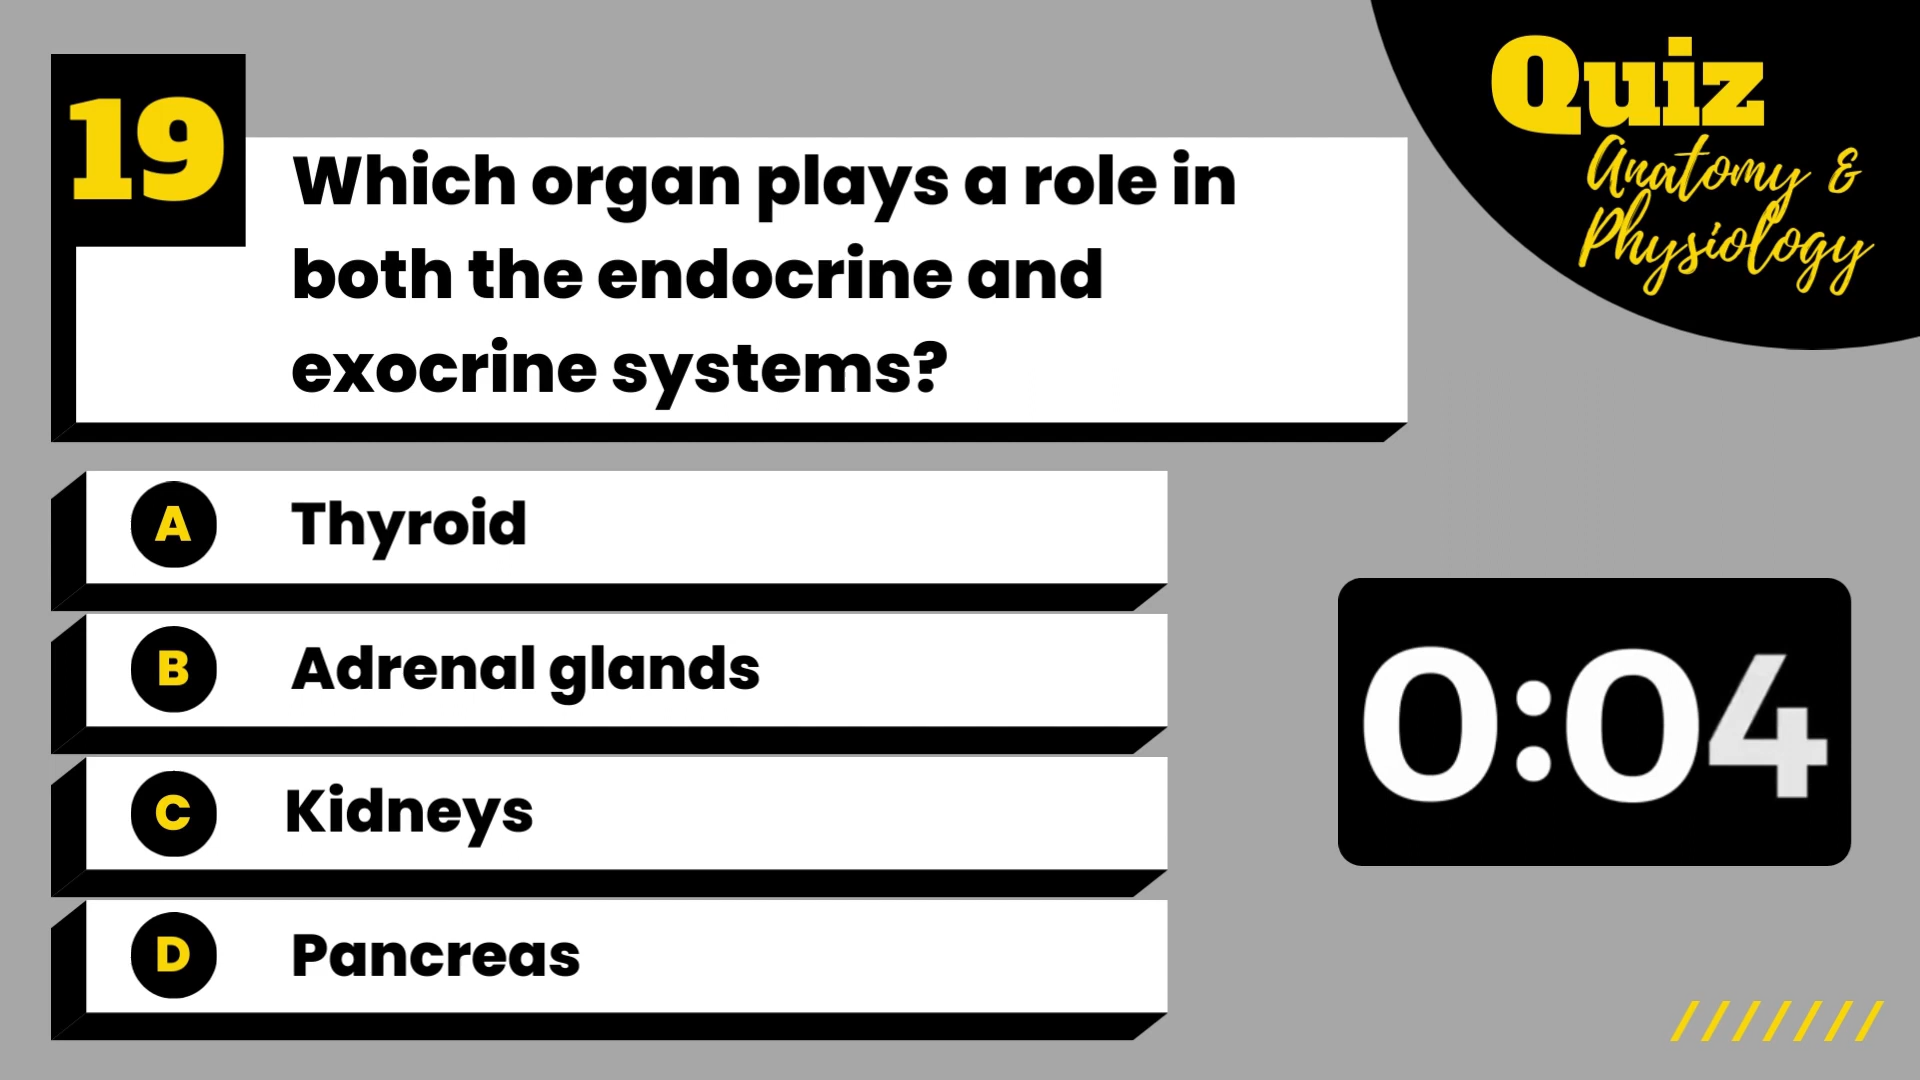 19
Which organ plays a role in
both the endocrine and
exocrine systems?
Quiz
Anatomy &
Physiology
A Thyroid
B Adrenal glands
C Kidneys
D Pancreas
0:04